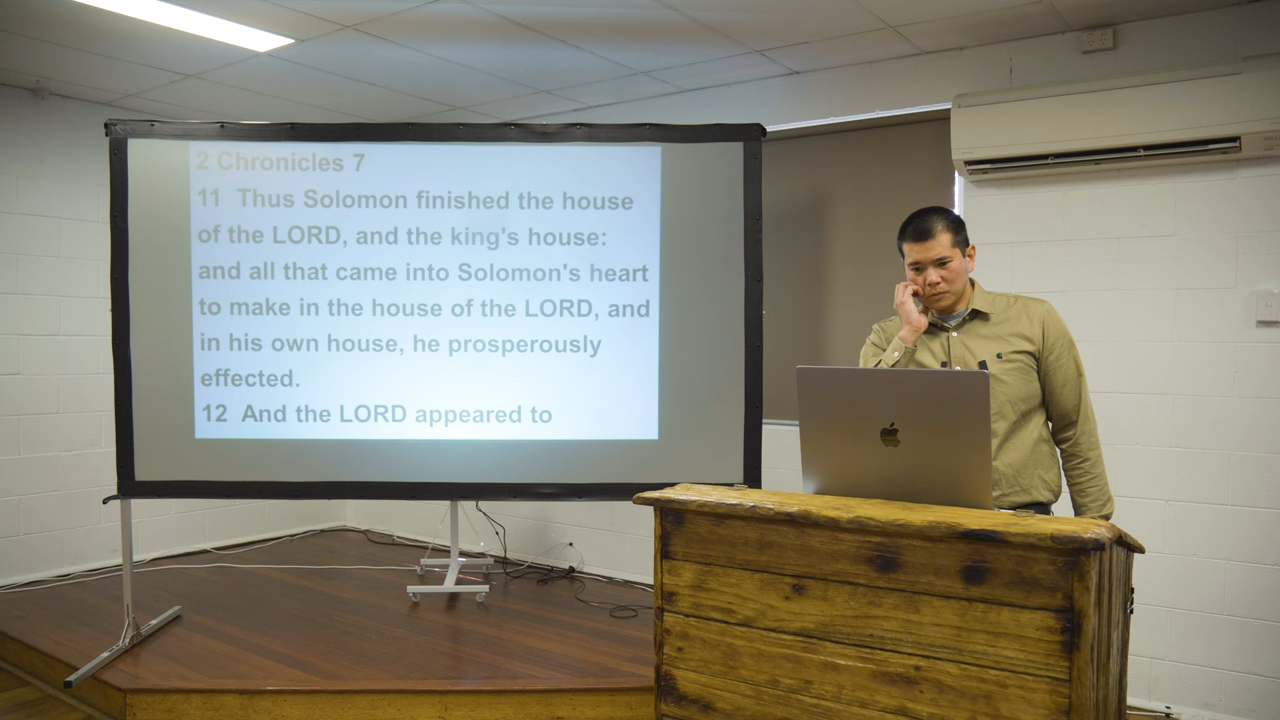 2 Chronicles 7
11 Thus Solomon finished the house
of the LORD, and the king's house:
and all that came into Solomon's heart
to make in the house of the LORD, and
in his own house, he prosperously
effected.
12 And the LORD appeared to